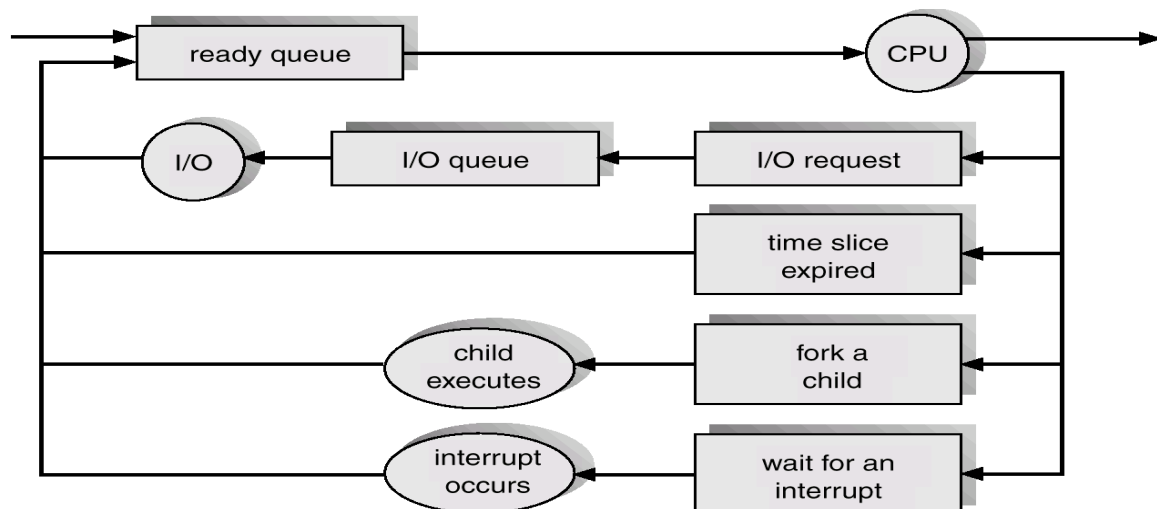 ready queue
CPU
I/O
I/O queue
I/O request
time slice
expired
child
executes
fork a
child
interrupt
occurs
wait for an
interrupt